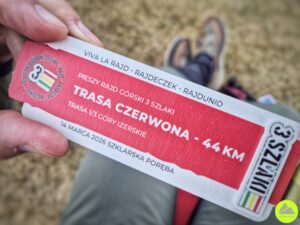 VIVA LA RAJD - RAJDECZEK - RAJDUNIO
PIESZY RAJD GÓRSKI 3 SZLAKI
TRASA CZERWONA - 44 KM
TRASA 1/3 GÓRY IZERSKIE
14 MARCA 2026 SZKLARSKA PORĘBA
3
3 SZLAKI